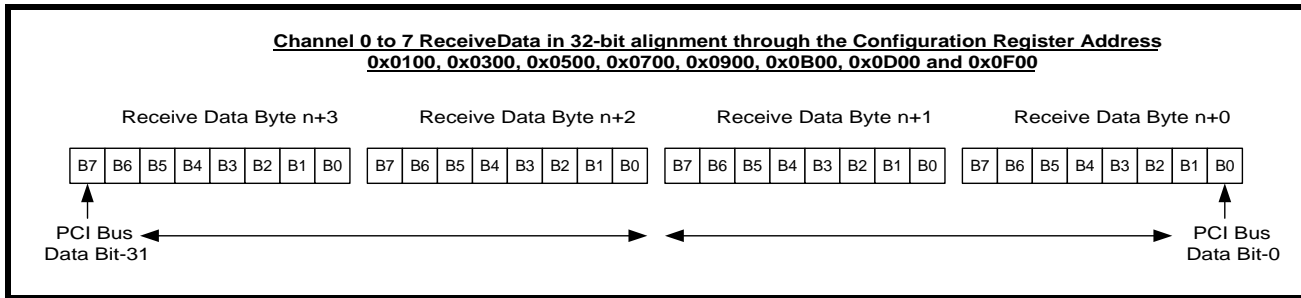 Channel 0 to 7 ReceiveData in 32-bit alignment through the Configuration Register Address
0x0100, 0x0300, 0x0500, 0x0700, 0x0900, 0x0B00, 0x0D00 and 0x0F00
Receive Data Byte n+3 Receive Data Byte n+2 Receive Data Byte n+1 Receive Data Byte n+0
B7 B6 B5 B4 B3 B2 B1 B0 B7 B6 B5 B4 B3 B2 B1 B0 B7 B6 B5 B4 B3 B2 B1 B0 B7 B6 B5 B4 B3 B2 B1 B0
PCI Bus PCI Bus
Data Bit-31 Data Bit-0